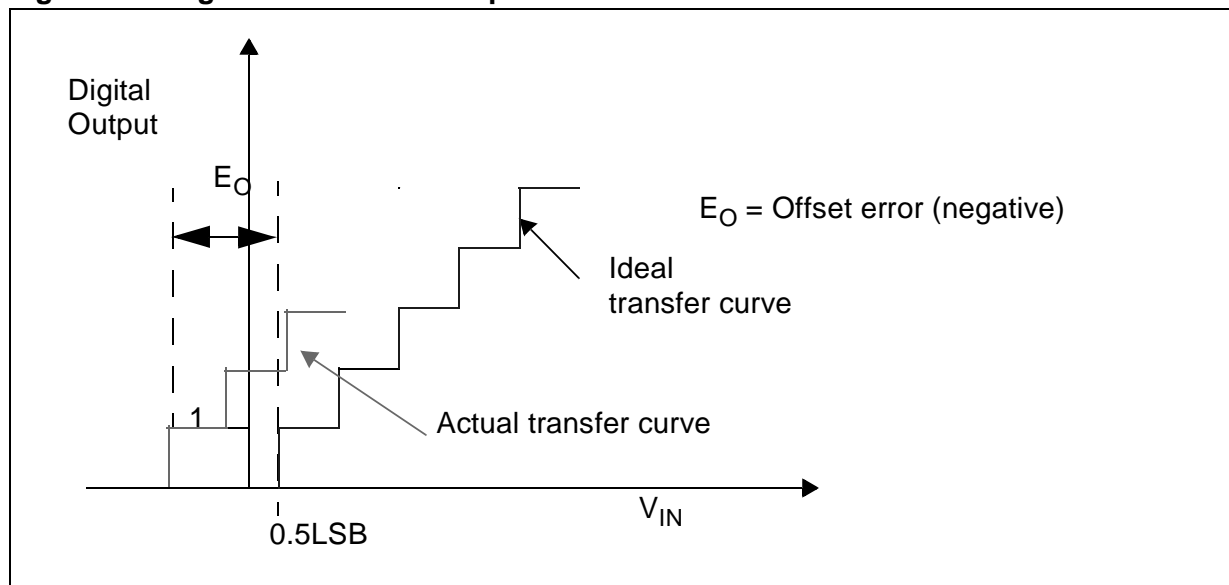 Digital
Output
E_O
E_O = Offset error (negative)
Ideal
transfer curve
1
Actual transfer curve
V_IN
0.5LSB